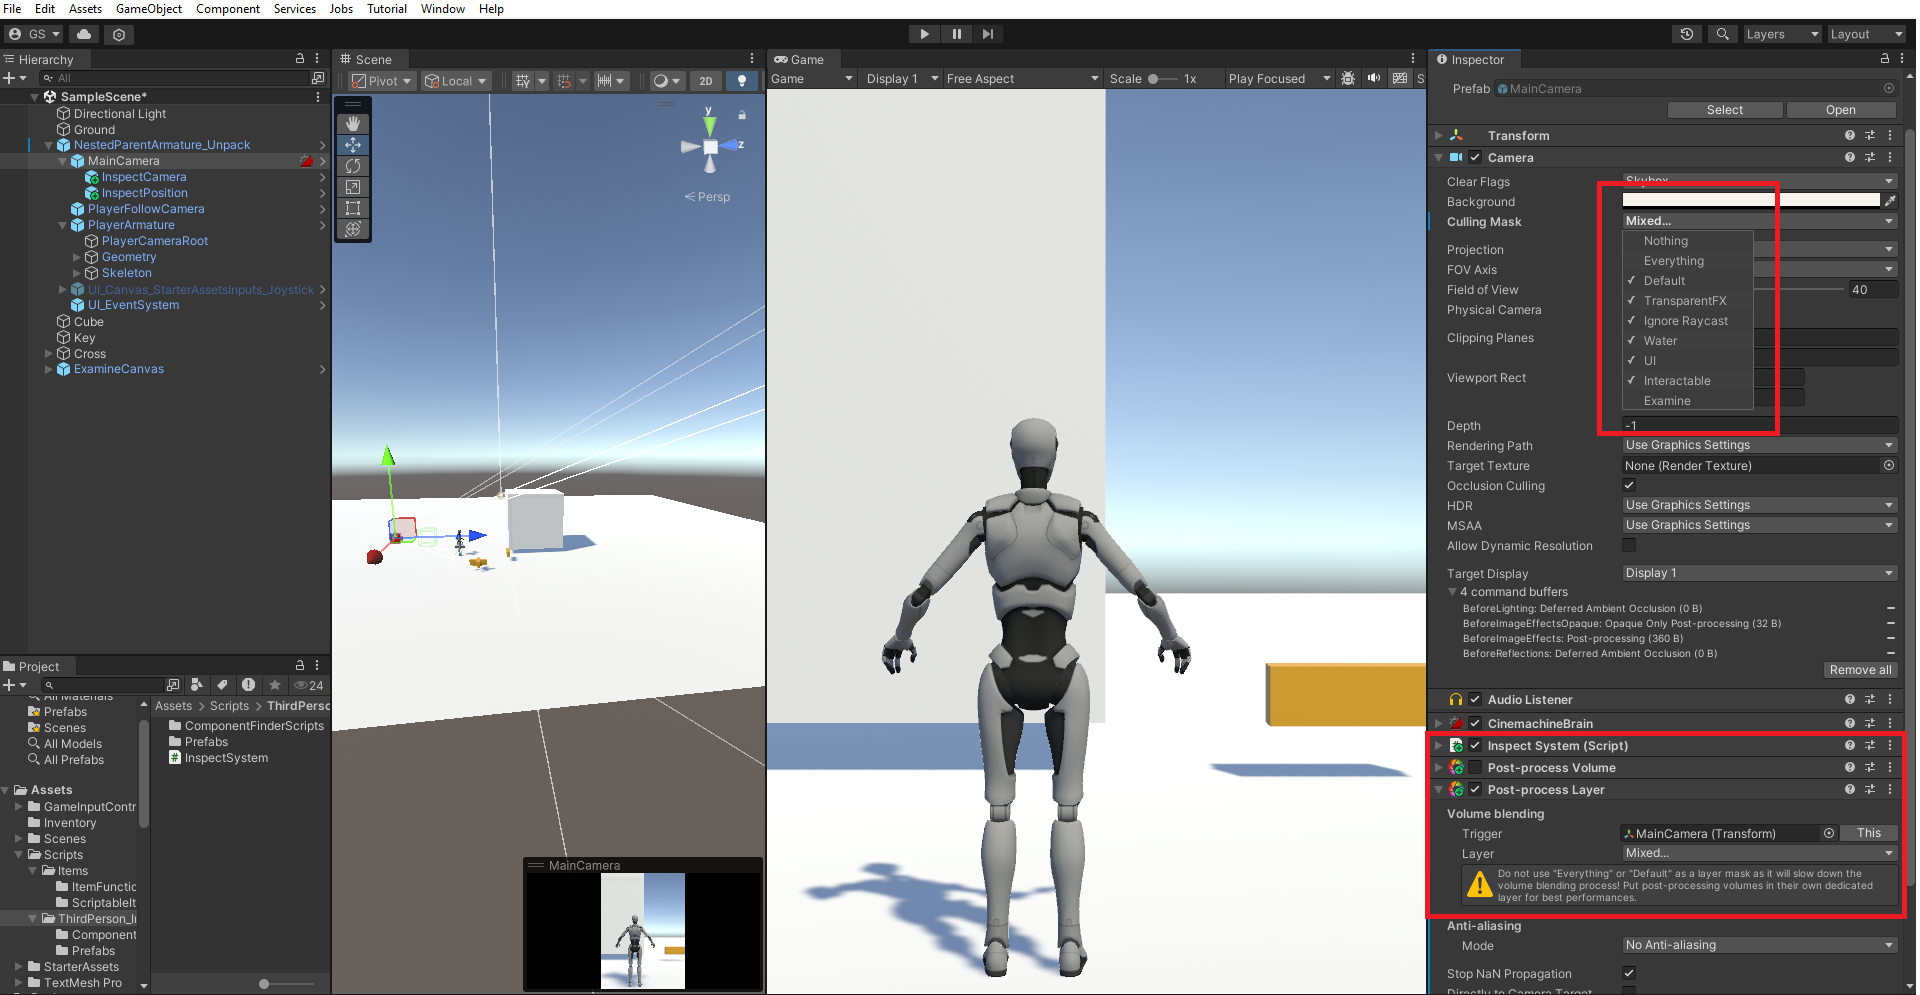 File Edit Assets GameObject Component Services Jobs Tutorial Window Help
GS
Layers Layout
Hierarchy
All
SampleScene*
Directional Light
Ground
NestedParentArmature_Unpack
MainCamera
InspectCamera
InspectPosition
PlayerFollowCamera
PlayerArmature
PlayerCameraRoot
Geometry
Skeleton
UI_Canvas_StarterAssetsInputs_Joystick
UI_EventSystem
Cube
Key
Cross
ExamineCanvas
Scene
Pivot Local 2D
y
z
Persp
MainCamera
Game
Game Display 1 Free Aspect Scale 1x Play Focused S
Project
24
All Materials
Prefabs
Scenes
All Models
All Prefabs
Assets
GameInputContr
Inventory
Scenes
Scripts
Items
ItemFunctic
ScriptableIt
ThirdPerson_I
Component
Prefabs
StarterAssets
TextMesh Pro
Assets > Scripts > ThirdPerso
ComponentFinderScripts
Prefabs
InspectSystem
Inspector
Prefab MainCamera
Select Open
Transform
Camera
Clear Flags Skybox
Background
Culling Mask Mixed...
Nothing
Everything
Default
TransparentFX
Ignore Raycast
Water
UI
Interactable
Examine
Projection
FOV Axis
Field of View 40
Physical Camera
Clipping Planes
Viewport Rect
Depth -1
Rendering Path Use Graphics Settings
Target Texture None (Render Texture)
Occlusion Culling
HDR Use Graphics Settings
MSAA Use Graphics Settings
Allow Dynamic Resolution
Target Display Display 1
4 command buffers
BeforeLighting: Deferred Ambient Occlusion (0 B)
BeforeImageEffectsOpaque: Opaque Only Post-processing (32 B)
BeforeImageEffects: Post-processing (360 B)
BeforeReflections: Deferred Ambient Occlusion (0 B)
Remove all
Audio Listener
CinemachineBrain
Inspect System (Script)
Post-process Volume
Post-process Layer
Volume blending
Trigger MainCamera (Transform) This
Layer Mixed...
Do not use "Everything" or "Default" as a layer mask as it will slow down the
volume blending process! Put post-processing volumes in their own dedicated
layer for best performances.
Anti-aliasing
Mode No Anti-aliasing
Stop NaN Propagation
Directly to Camera Target